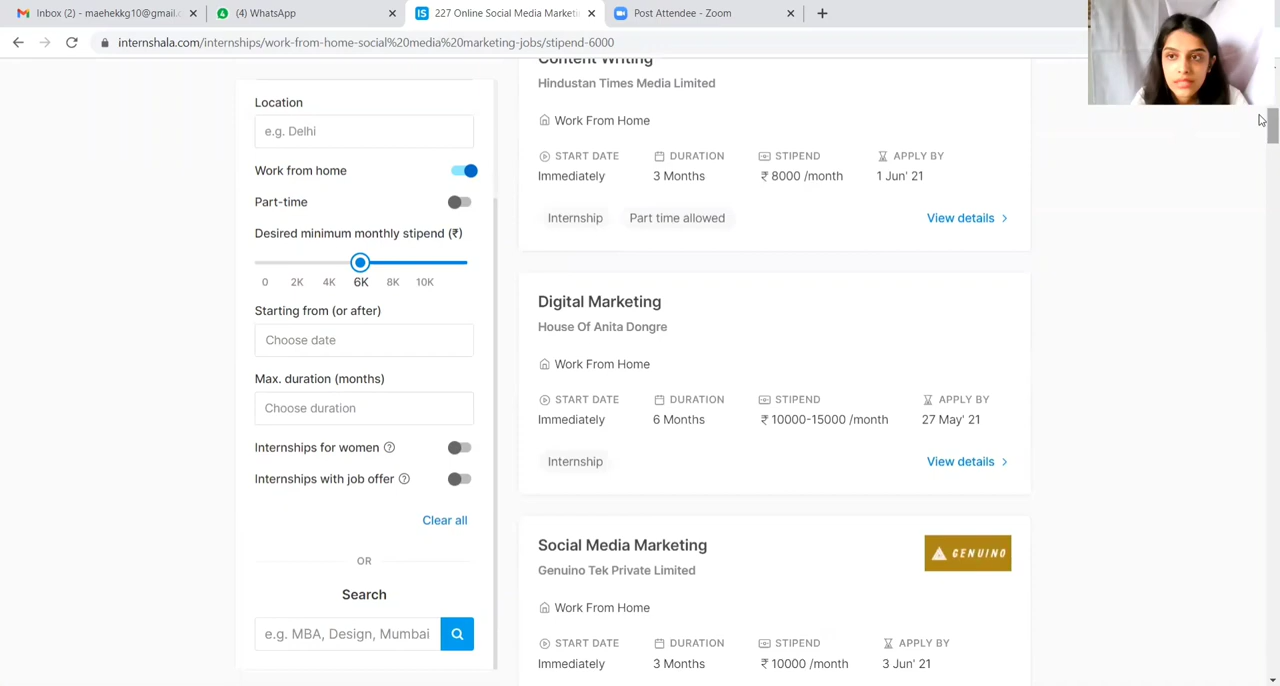 Inbox (2) - maehekkg10@gmail.c
(4) WhatsApp
227 Online Social Media Marketi
Post Attendee - Zoom
internshala.com/internships/work-from-home-social%20media%20marketing-jobs/stipend-6000
Location
e.g. Delhi
Work from home
Part-time
Desired minimum monthly stipend (₹)
0 2K 4K 6K 8K 10K
Starting from (or after)
Choose date
Max. duration (months)
Choose duration
Internships for women
Internships with job offer
Clear all
OR
Search
e.g. MBA, Design, Mumbai
Content Writing
Hindustan Times Media Limited
Work From Home
START DATE DURATION STIPEND APPLY BY
Immediately 3 Months ₹ 8000 /month 1 Jun' 21
Internship Part time allowed View details
Digital Marketing
House Of Anita Dongre
Work From Home
START DATE DURATION STIPEND APPLY BY
Immediately 6 Months ₹ 10000-15000 /month 27 May' 21
Internship View details
Social Media Marketing
GENUINO
Genuino Tek Private Limited
Work From Home
START DATE DURATION STIPEND APPLY BY
Immediately 3 Months ₹ 10000 /month 3 Jun' 21